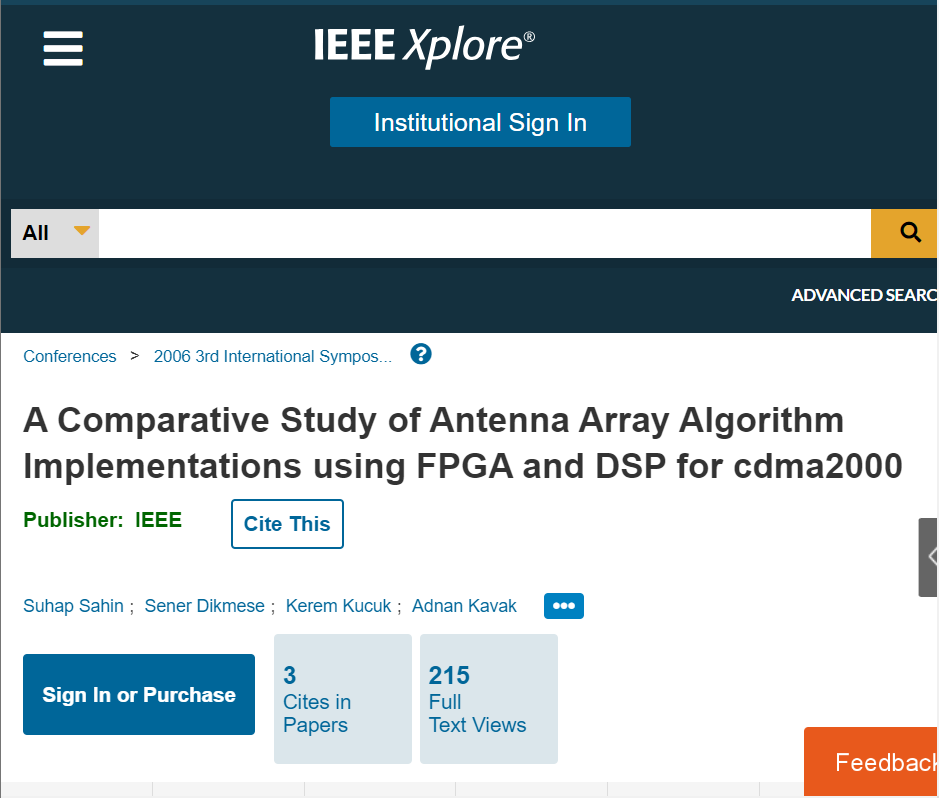 IEEE Xplore®
Institutional Sign In
All
ADVANCED SEARC
Conferences > 2006 3rd International Sympos... ?
A Comparative Study of Antenna Array Algorithm
Implementations using FPGA and DSP for cdma2000
Publisher: IEEE
Cite This
Suhap Sahin ; Sener Dikmese ; Kerem Kucuk ; Adnan Kavak •••
Sign In or Purchase
3
Cites in
Papers
215
Full
Text Views
Feedback